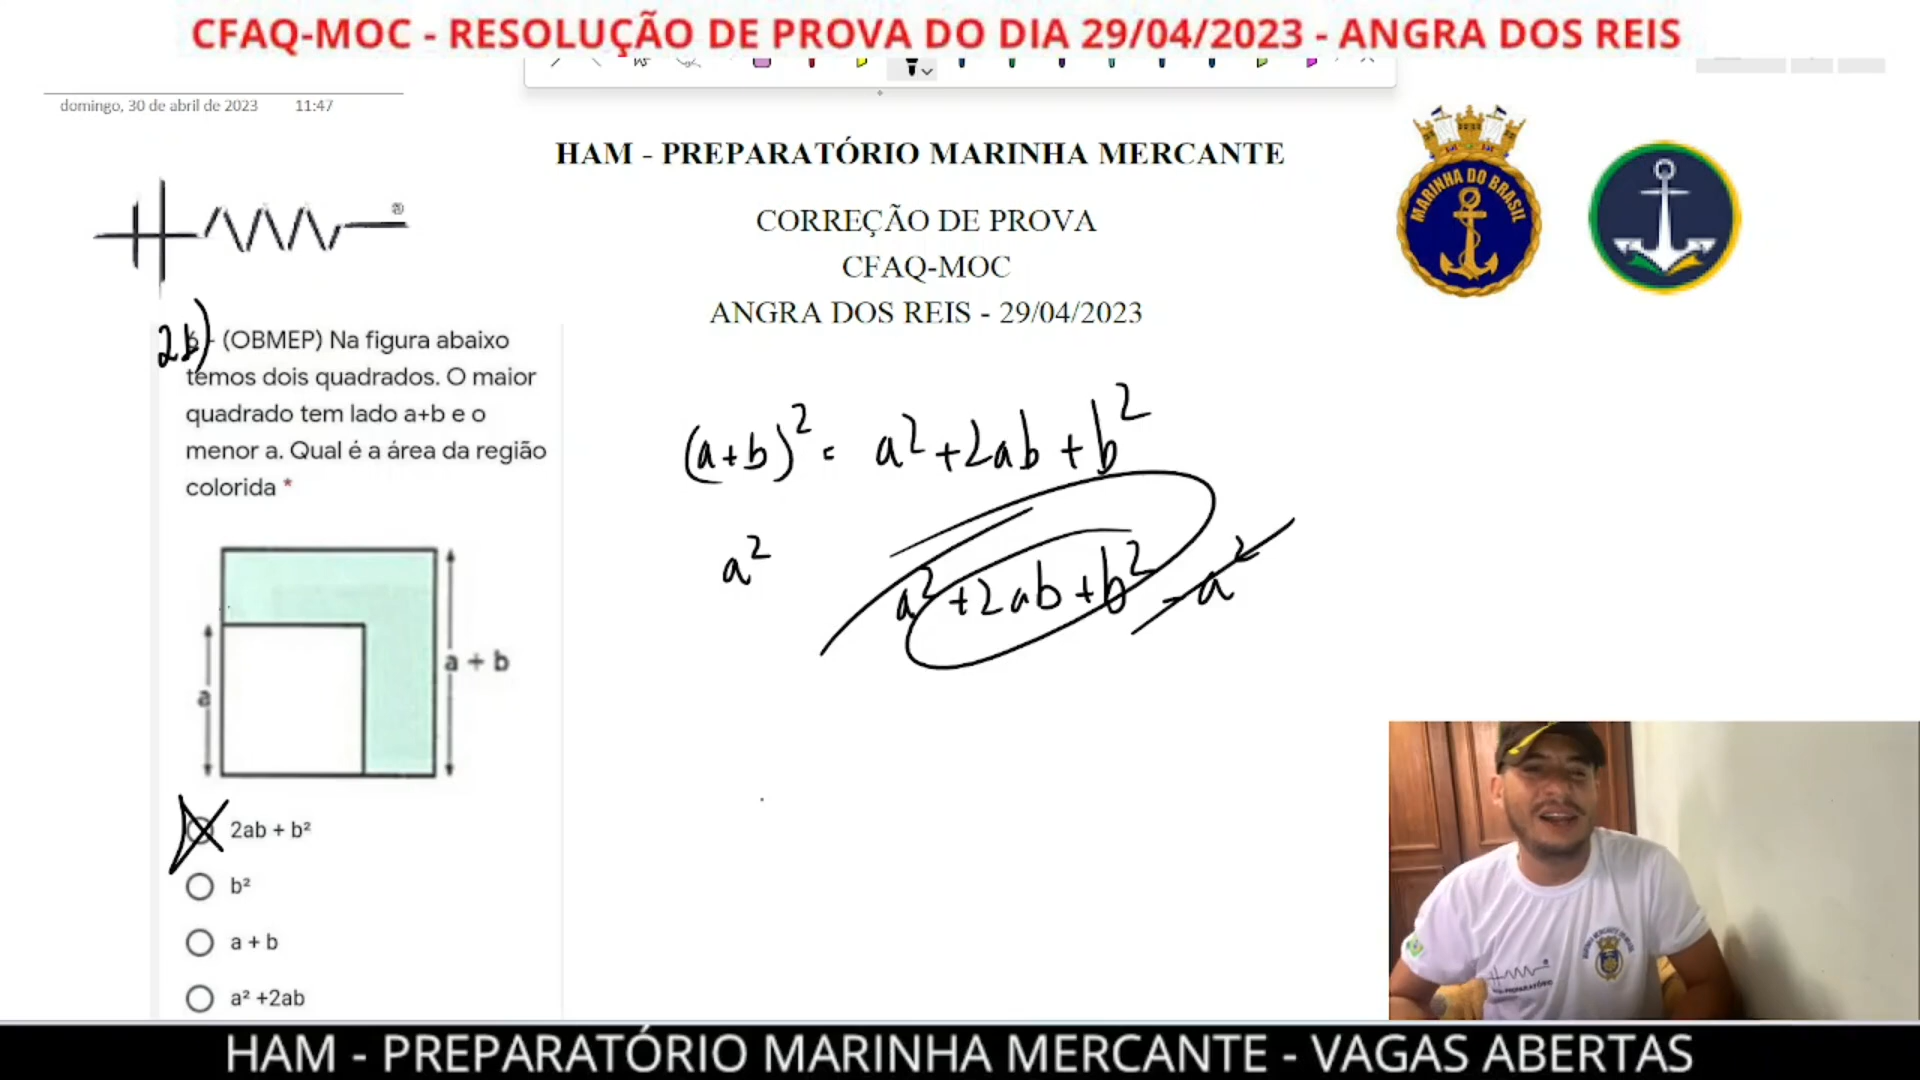 CFAQ-MOC - RESOLUÇÃO DE PROVA DO DIA 29/04/2023 - ANGRA DOS REIS
domingo, 30 de abril de 2023 11:47
HAM - PREPARATÓRIO MARINHA MERCANTE
CORREÇÃO DE PROVA
CFAQ-MOC
ANGRA DOS REIS - 29/04/2023
MARINHA DO BRASIL
®
(OBMEP) Na figura abaixo
temos dois quadrados. O maior
quadrado tem lado a+b e o
menor a. Qual é a área da região
colorida *
a
a + b
2ab + b²
b²
a + b
a² +2ab
(a+b)² = a² + 2ab + b²
a²
a² + 2ab + b² - a²
HAM - PREPARATÓRIO MARINHA MERCANTE - VAGAS ABERTAS